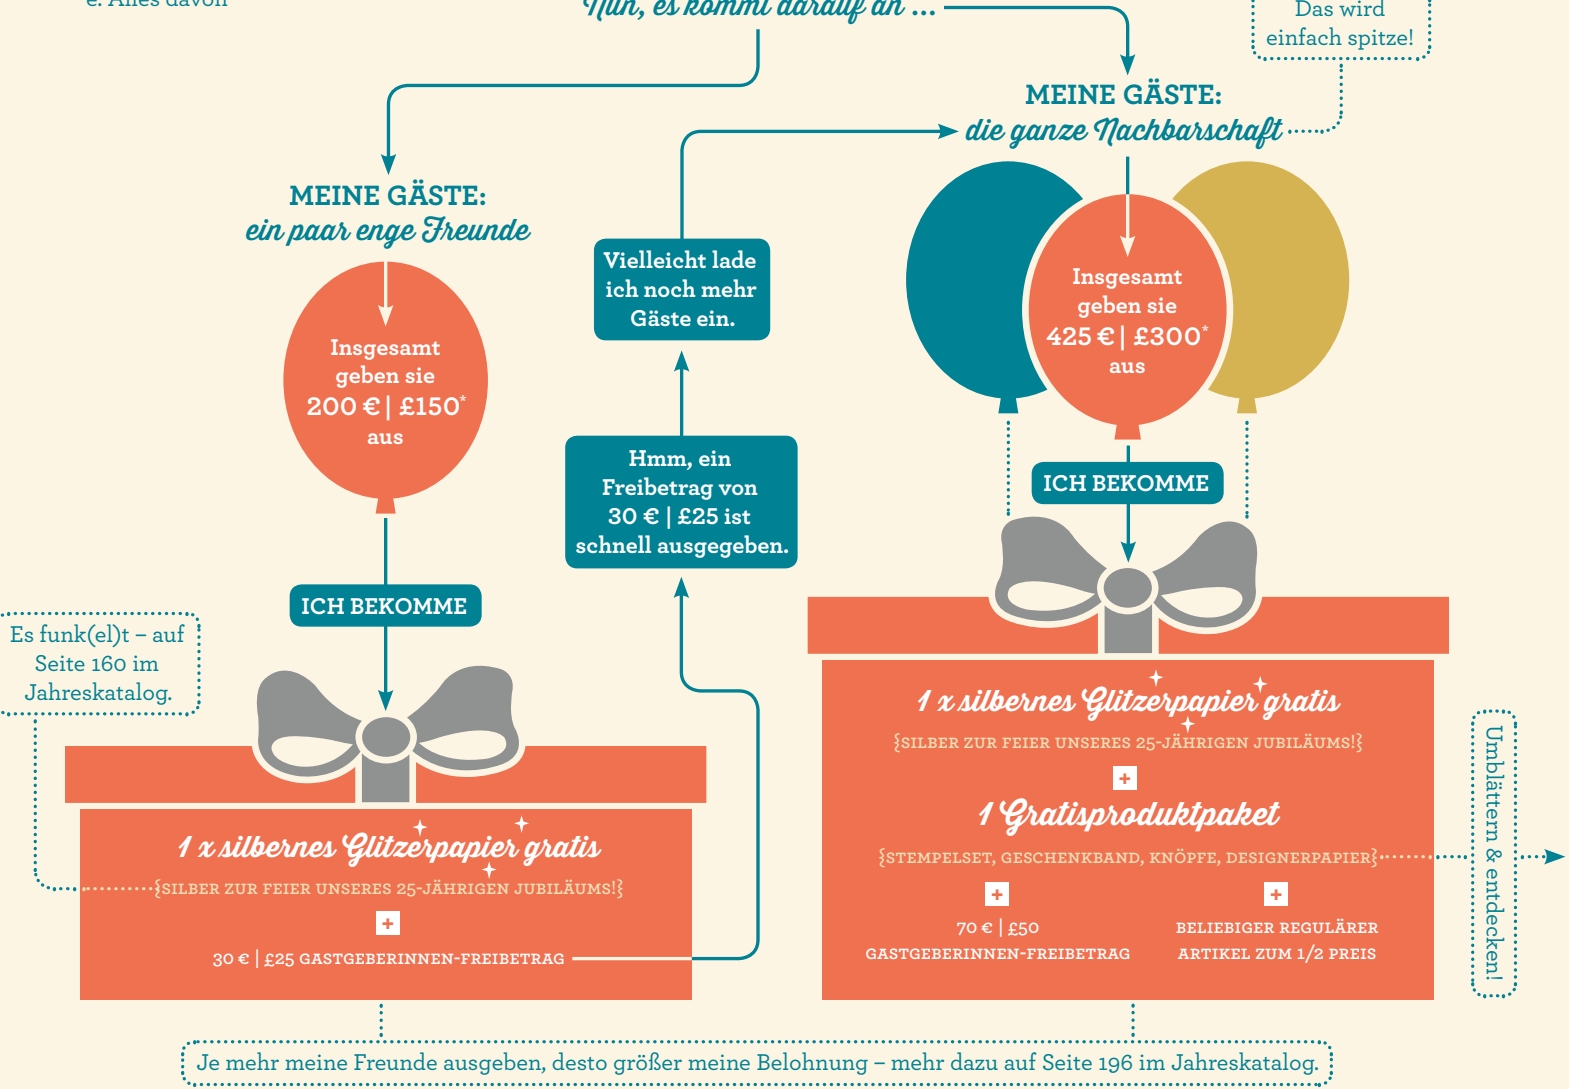 e. Alles davon
Nun, es kommt darauf an ...
Das wird
einfach spitze!
MEINE GÄSTE:
die ganze Nachbarschaft
MEINE GÄSTE:
ein paar enge Freunde
Vielleicht lade
ich noch mehr
Gäste ein.
Insgesamt
geben sie
425 € | £300*
aus
Insgesamt
geben sie
200 € | £150*
aus
Hmm, ein
Freibetrag von
30 € | £25 ist
schnell ausgegeben.
ICH BEKOMME
ICH BEKOMME
Es funk(el)t – auf
Seite 160 im
Jahreskatalog.
1 x silbernes Glitzerpapier gratis
{SILBER ZUR FEIER UNSERES 25-JÄHRIGEN JUBILÄUMS!}
+
1 Gratisproduktpaket
{STEMPELSET, GESCHENKBAND, KNÖPFE, DESIGNERPAPIER}
+
+
70 € | £50
GASTGEBERINNEN-FREIBETRAG
BELIEBIGER REGULÄRER
ARTIKEL ZUM 1/2 PREIS
Umblättern & entdecken!
1 x silbernes Glitzerpapier gratis
{SILBER ZUR FEIER UNSERES 25-JÄHRIGEN JUBILÄUMS!}
+
30 € | £25 GASTGEBERINNEN-FREIBETRAG
Je mehr meine Freunde ausgeben, desto größer meine Belohnung – mehr dazu auf Seite 196 im Jahreskatalog.